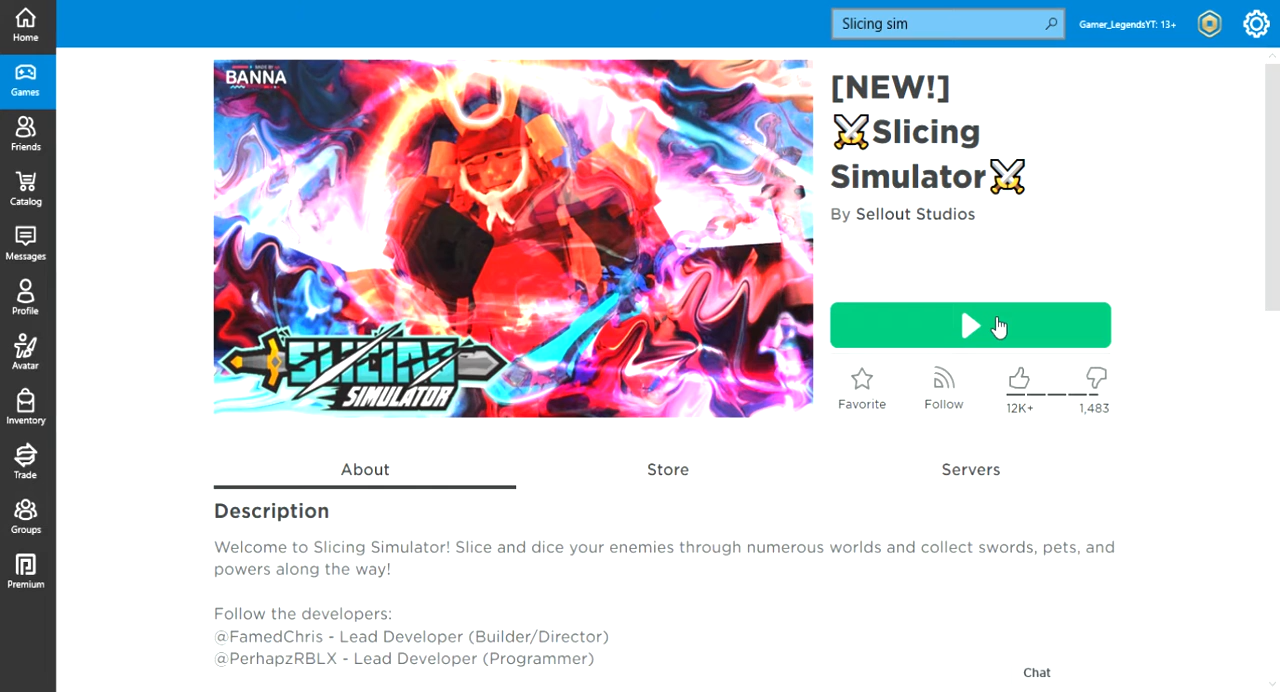 Slicing sim
Gamer_LegendsYT: 13+
Home
Games
Friends
Catalog
Messages
Profile
Avatar
Inventory
Trade
Groups
Premium
MADE BY
BANNA
SLICING
SIMULATOR
[NEW!]
⚔️Slicing
Simulator⚔️
By Sellout Studios
Favorite
Follow
12K+
1,483
About
Store
Servers
Description
Welcome to Slicing Simulator! Slice and dice your enemies through numerous worlds and collect swords, pets, and
powers along the way!
Follow the developers:
@FamedChris - Lead Developer (Builder/Director)
@PerhapzRBLX - Lead Developer (Programmer)
Chat